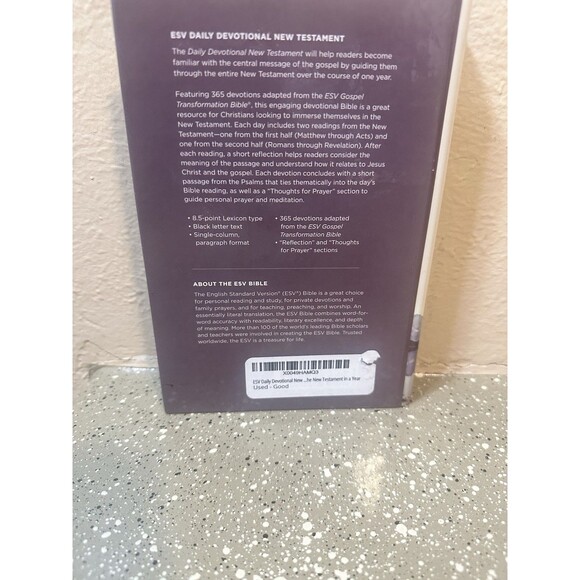 ESV DAILY DEVOTIONAL NEW TESTAMENT
The Daily Devotional New Testament will help readers become
familiar with the central message of the gospel by guiding them
through the entire New Testament over the course of one year.
Featuring 365 devotions adapted from the ESV Gospel
Transformation Bible®, this engaging devotional Bible is a great
resource for Christians looking to immerse themselves in the
New Testament. Each day includes two readings from the New
Testament—one from the first half (Matthew through Acts) and
one from the second half (Romans through Revelation). After
each reading, a short reflection helps readers consider the
meaning of the passage and understand how it relates to Jesus
Christ and the gospel. Each devotion concludes with a short
passage from the Psalms that ties thematically into the day's
Bible reading, as well as a "Thoughts for Prayer" section to
guide personal prayer and meditation.
• 8.5-point Lexicon type
• Black letter text
• Single-column,
paragraph format
• 365 devotions adapted
from the ESV Gospel
Transformation Bible
• "Reflection" and "Thoughts
for Prayer" sections
ABOUT THE ESV BIBLE
The English Standard Version® (ESV®) Bible is a great choice
for personal reading and study, for private devotions and
family prayers, and for teaching, preaching, and worship. An
essentially literal translation, the ESV Bible combines word-for-
word accuracy with readability, literary excellence, and depth
of meaning. More than 100 of the world's leading Bible scholars
and teachers were involved in creating the ESV Bible. Trusted
worldwide, the ESV is a treasure for life.
X0049HAMQ3
ESV Daily Devotional New ...he New Testament in a Year
Used - Good